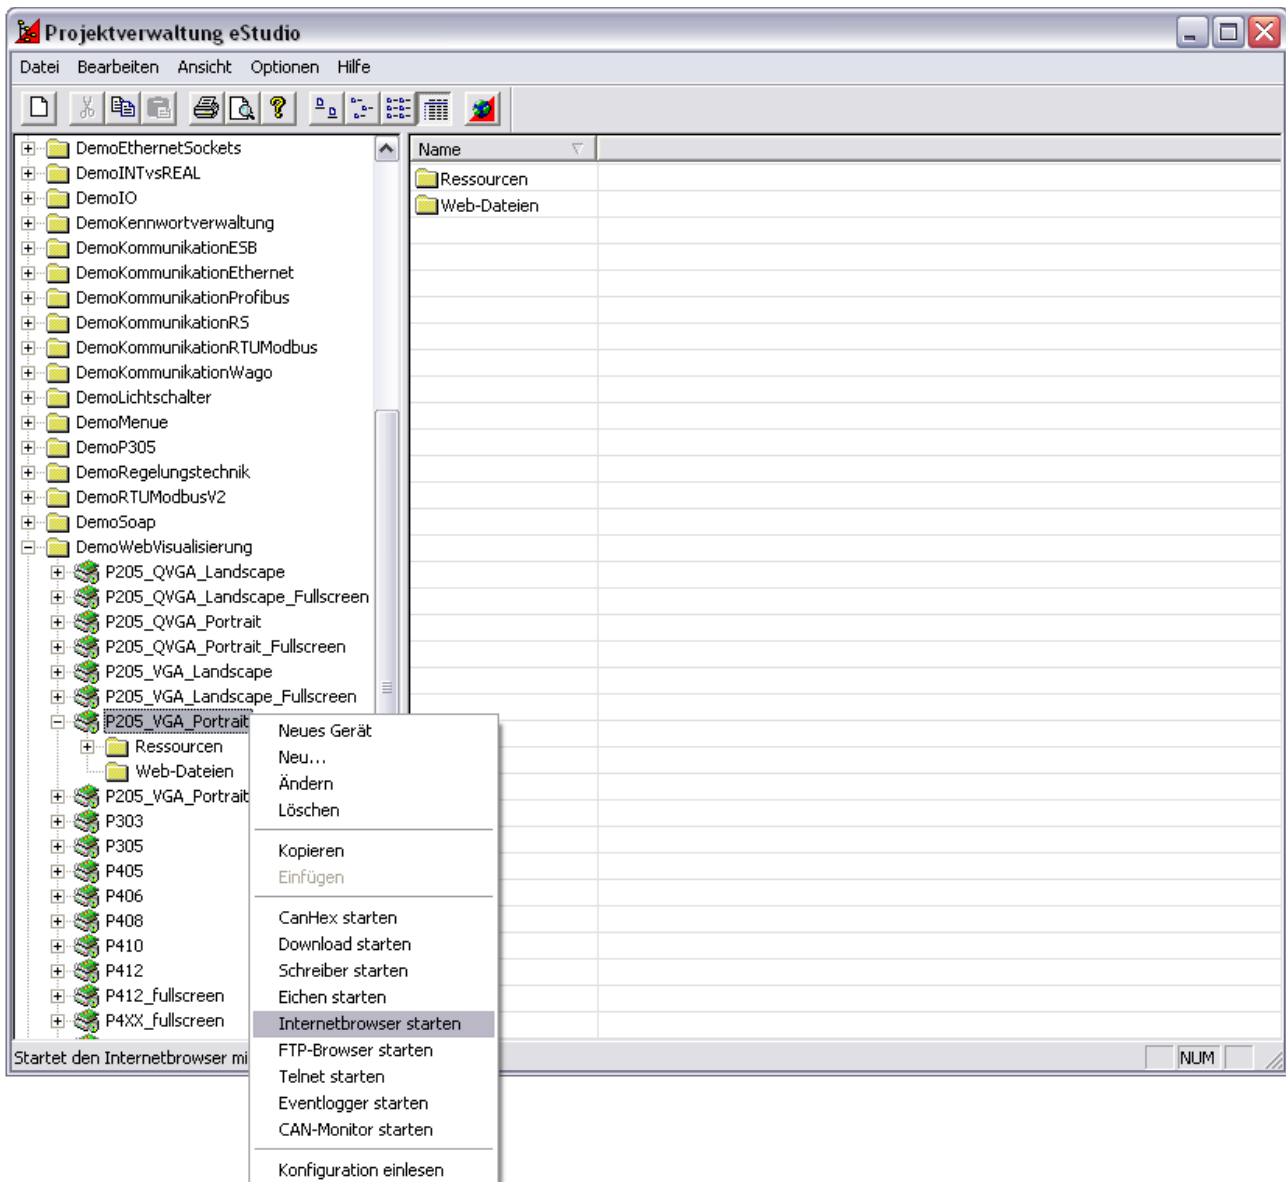 Projektverwaltung eStudio
Datei Bearbeiten Ansicht Optionen Hilfe
DemoEthernetSockets
DemoINTvsREAL
DemoIO
DemoKennwortverwaltung
DemoKommunikationESB
DemoKommunikationEthernet
DemoKommunikationProfibus
DemoKommunikationRS
DemoKommunikationRTUModbus
DemoKommunikationWago
DemoLichtschalter
DemoMenue
DemoP305
DemoRegelungstechnik
DemoRTUModbusV2
DemoSoap
DemoWebVisualisierung
P205_QVGA_Landscape
P205_QVGA_Landscape_Fullscreen
P205_QVGA_Portrait
P205_QVGA_Portrait_Fullscreen
P205_VGA_Landscape
P205_VGA_Landscape_Fullscreen
P205_VGA_Portrait
Ressourcen
Web-Dateien
P205_VGA_Portrait
P303
P305
P405
P406
P408
P410
P412
P412_fullscreen
P4XX_fullscreen
Name
Ressourcen
Web-Dateien
Neues Gerät
Neu...
Ändern
Löschen
Kopieren
Einfügen
CanHex starten
Download starten
Schreiber starten
Eichen starten
Internetbrowser starten
FTP-Browser starten
Telnet starten
Eventlogger starten
CAN-Monitor starten
Konfiguration einlesen
Startet den Internetbrowser mi
NUM